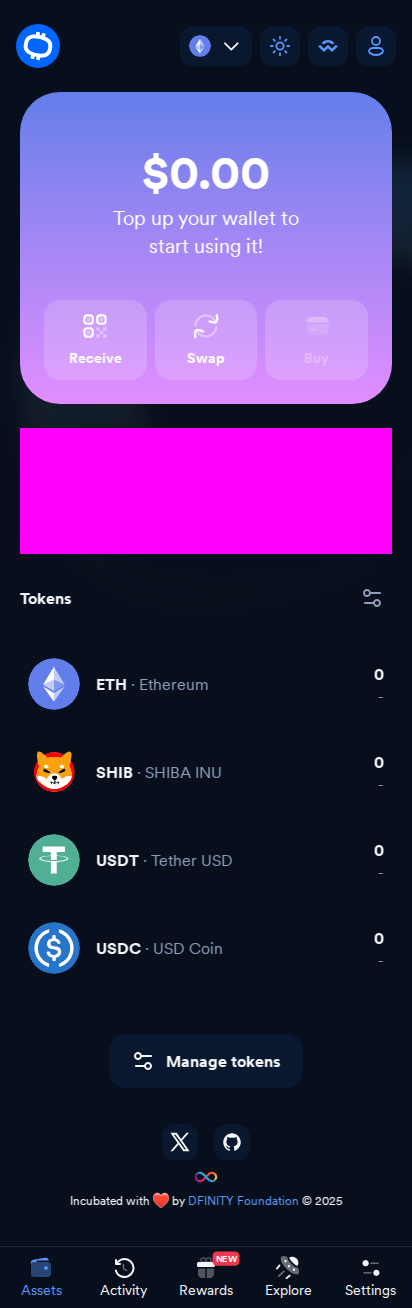 $0.00
Top up your wallet to
start using it!
Receive
Swap
Buy
Tokens
ETH · Ethereum
0
-
SHIB · SHIBA INU
0
-
USDT · Tether USD
0
-
USDC · USD Coin
0
-
Manage tokens
Incubated with ❤️ by DFINITY Foundation © 2025
NEW
Assets
Activity
Rewards
Explore
Settings